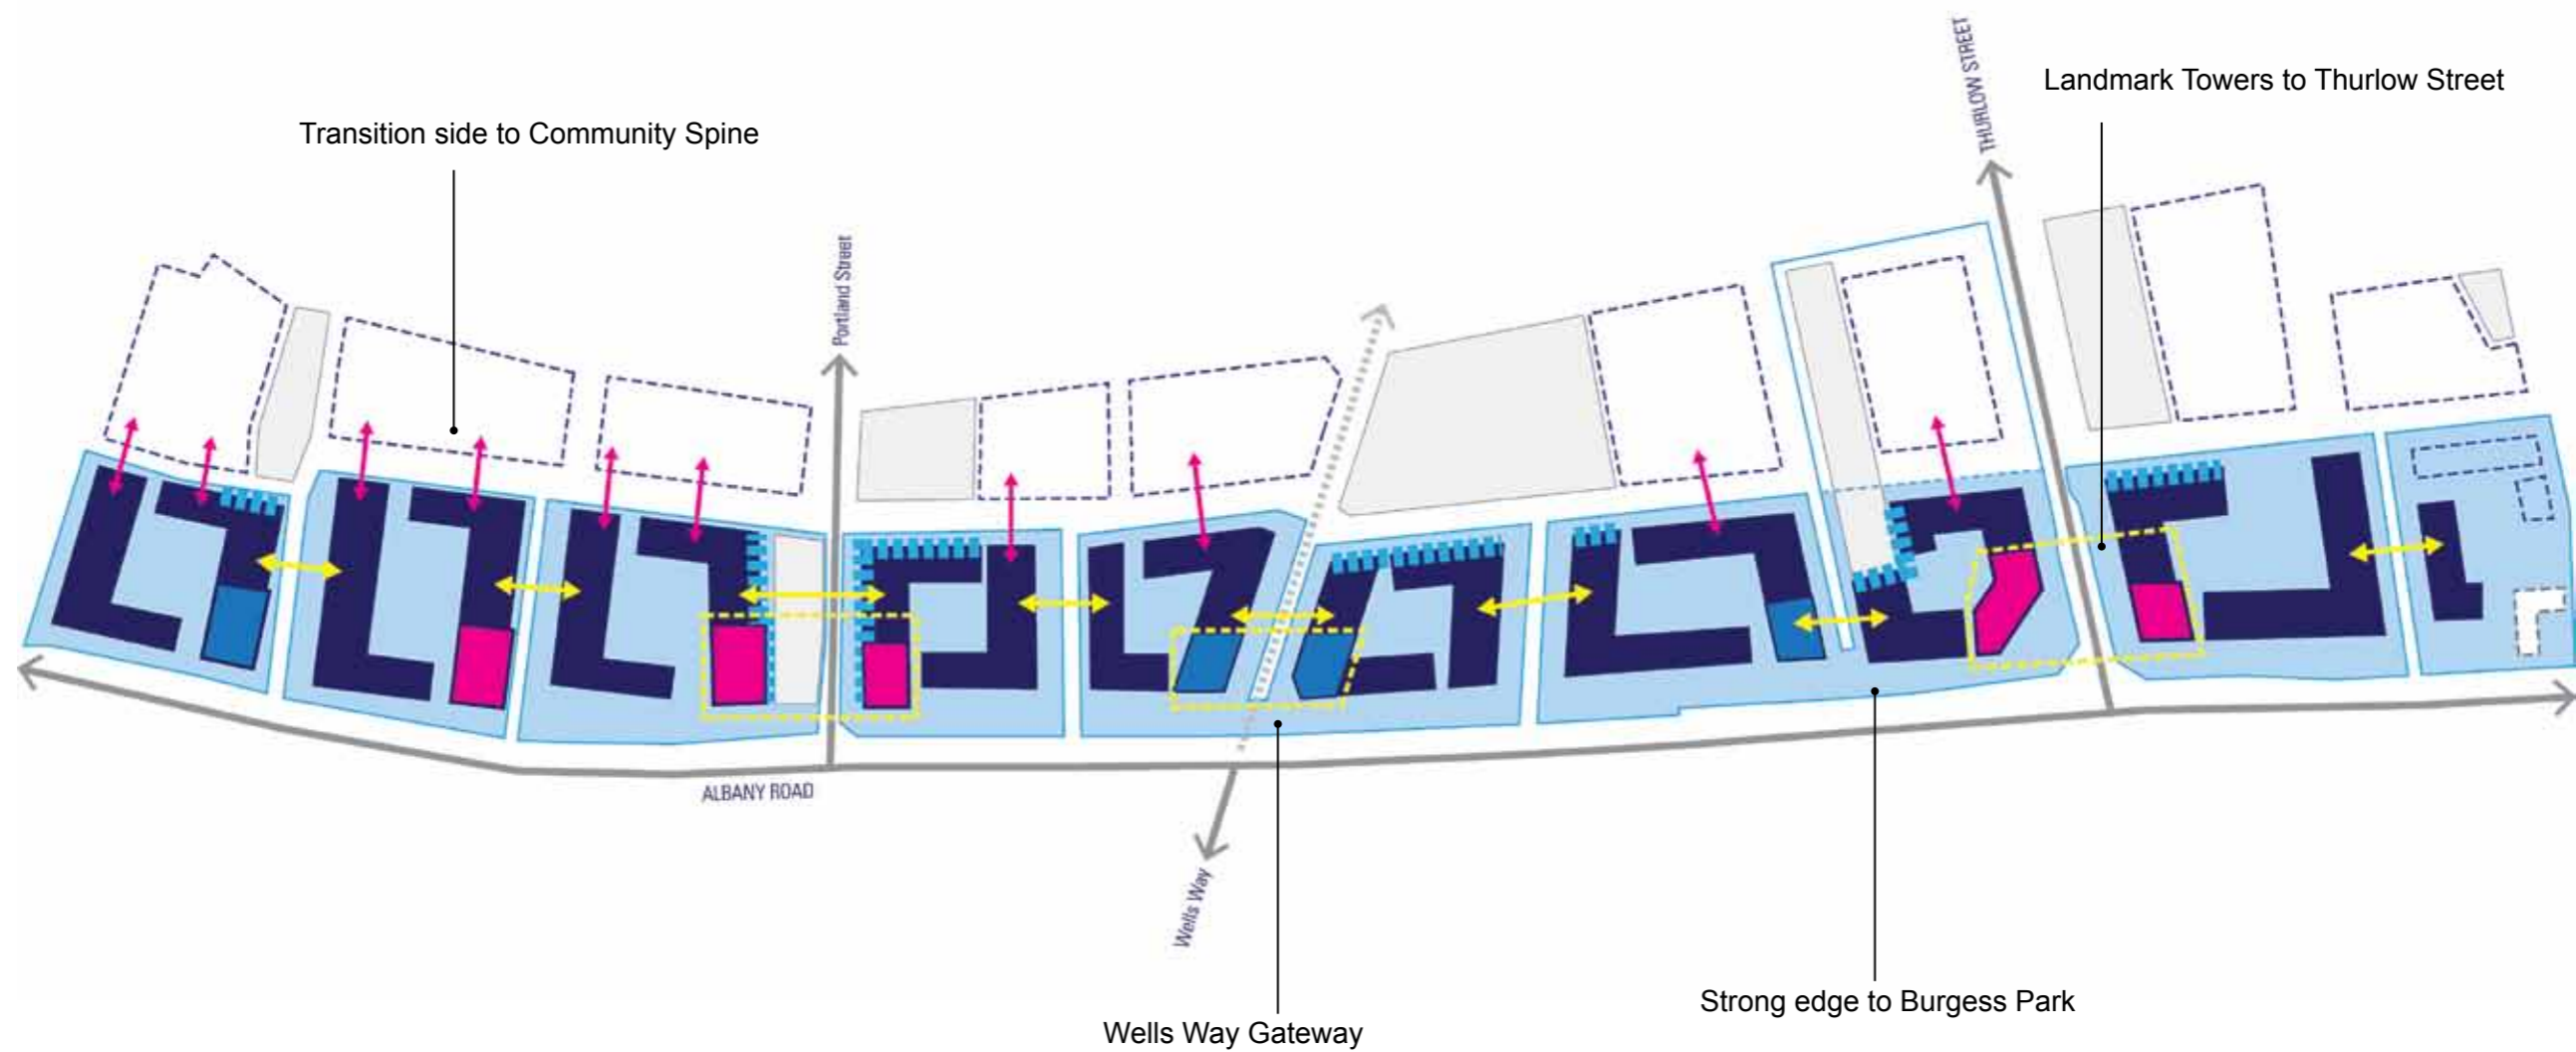 THURLOW STREET
Landmark Towers to Thurlow Street
Transition side to Community Spine
Portland Street
ALBANY ROAD
Wells Way
Strong edge to Burgess Park
Wells Way Gateway